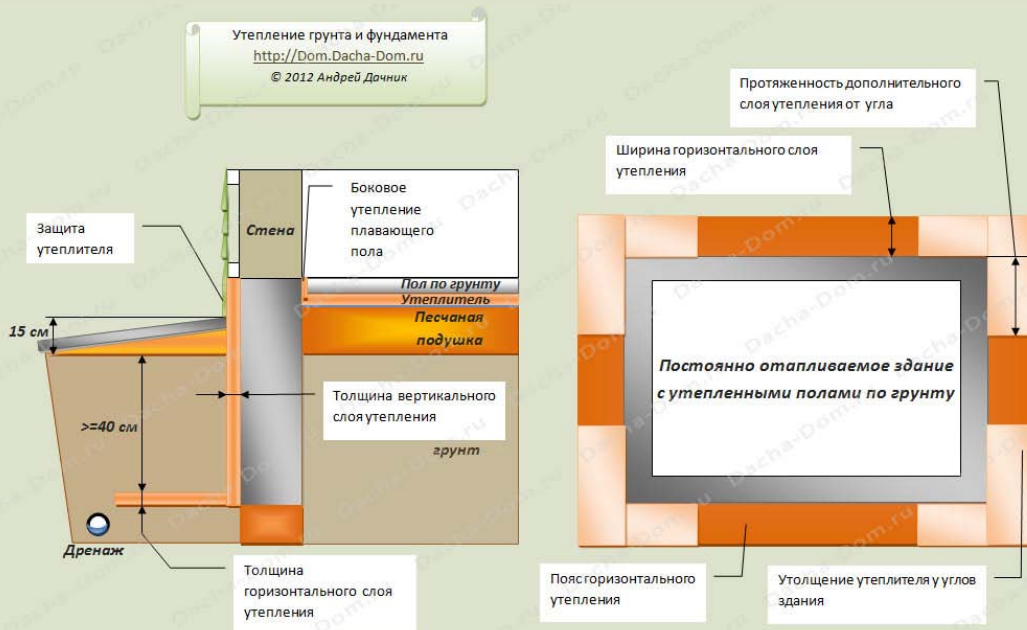 Утепление грунта и фундамента
http://Dom.Dacha-Dom.ru
© 2012 Андрей Дачник
Протяженность дополнительного
слоя утепления от угла
Ширина горизонтального слоя
утепления
Боковое
утепление
плавающего
пола
Защита
утеплителя
Стена
Пол по грунту
Утеплитель
Песчаная
подушка
15 см
Толщина вертикального
слоя утепления
>=40 см
грунт
Постоянно отапливаемое здание
с утепленными полами по грунту
Дренаж
Толщина
горизонтального слоя
утепления
Пояс горизонтального
утепления
Утолщение утеплителя у углов
здания
Dacha-Dom.ru